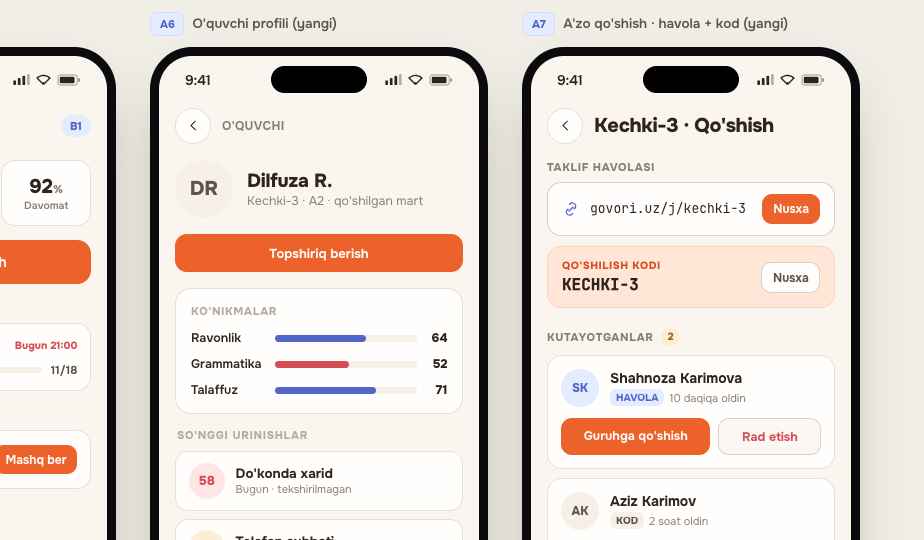 A6 O'quvchi profili (yangi)
A7 A'zo qo'shish · havola + kod (yangi)
B1
92%
Davomat
Bugun 21:00
11/18
Mashq ber
9:41
O'QUVCHI
DR
Dilfuza R.
Kechki-3 · A2 · qo'shilgan mart
Topshiriq berish
KO'NIKMALAR
Ravonlik 64
Grammatika 52
Talaffuz 71
SO'NGGI URINISHLAR
58
Do'konda xarid
Bugun · tekshirilmagan
9:41
Kechki-3 · Qo'shish
TAKLIF HAVOLASI
govori.uz/j/kechki-3 Nusxa
QO'SHILISH KODI
KECHKI-3
Nusxa
KUTAYOTGANLAR 2
SK
Shahnoza Karimova
HAVOLA 10 daqiqa oldin
Guruhga qo'shish Rad etish
AK
Aziz Karimov
KOD 2 soat oldin